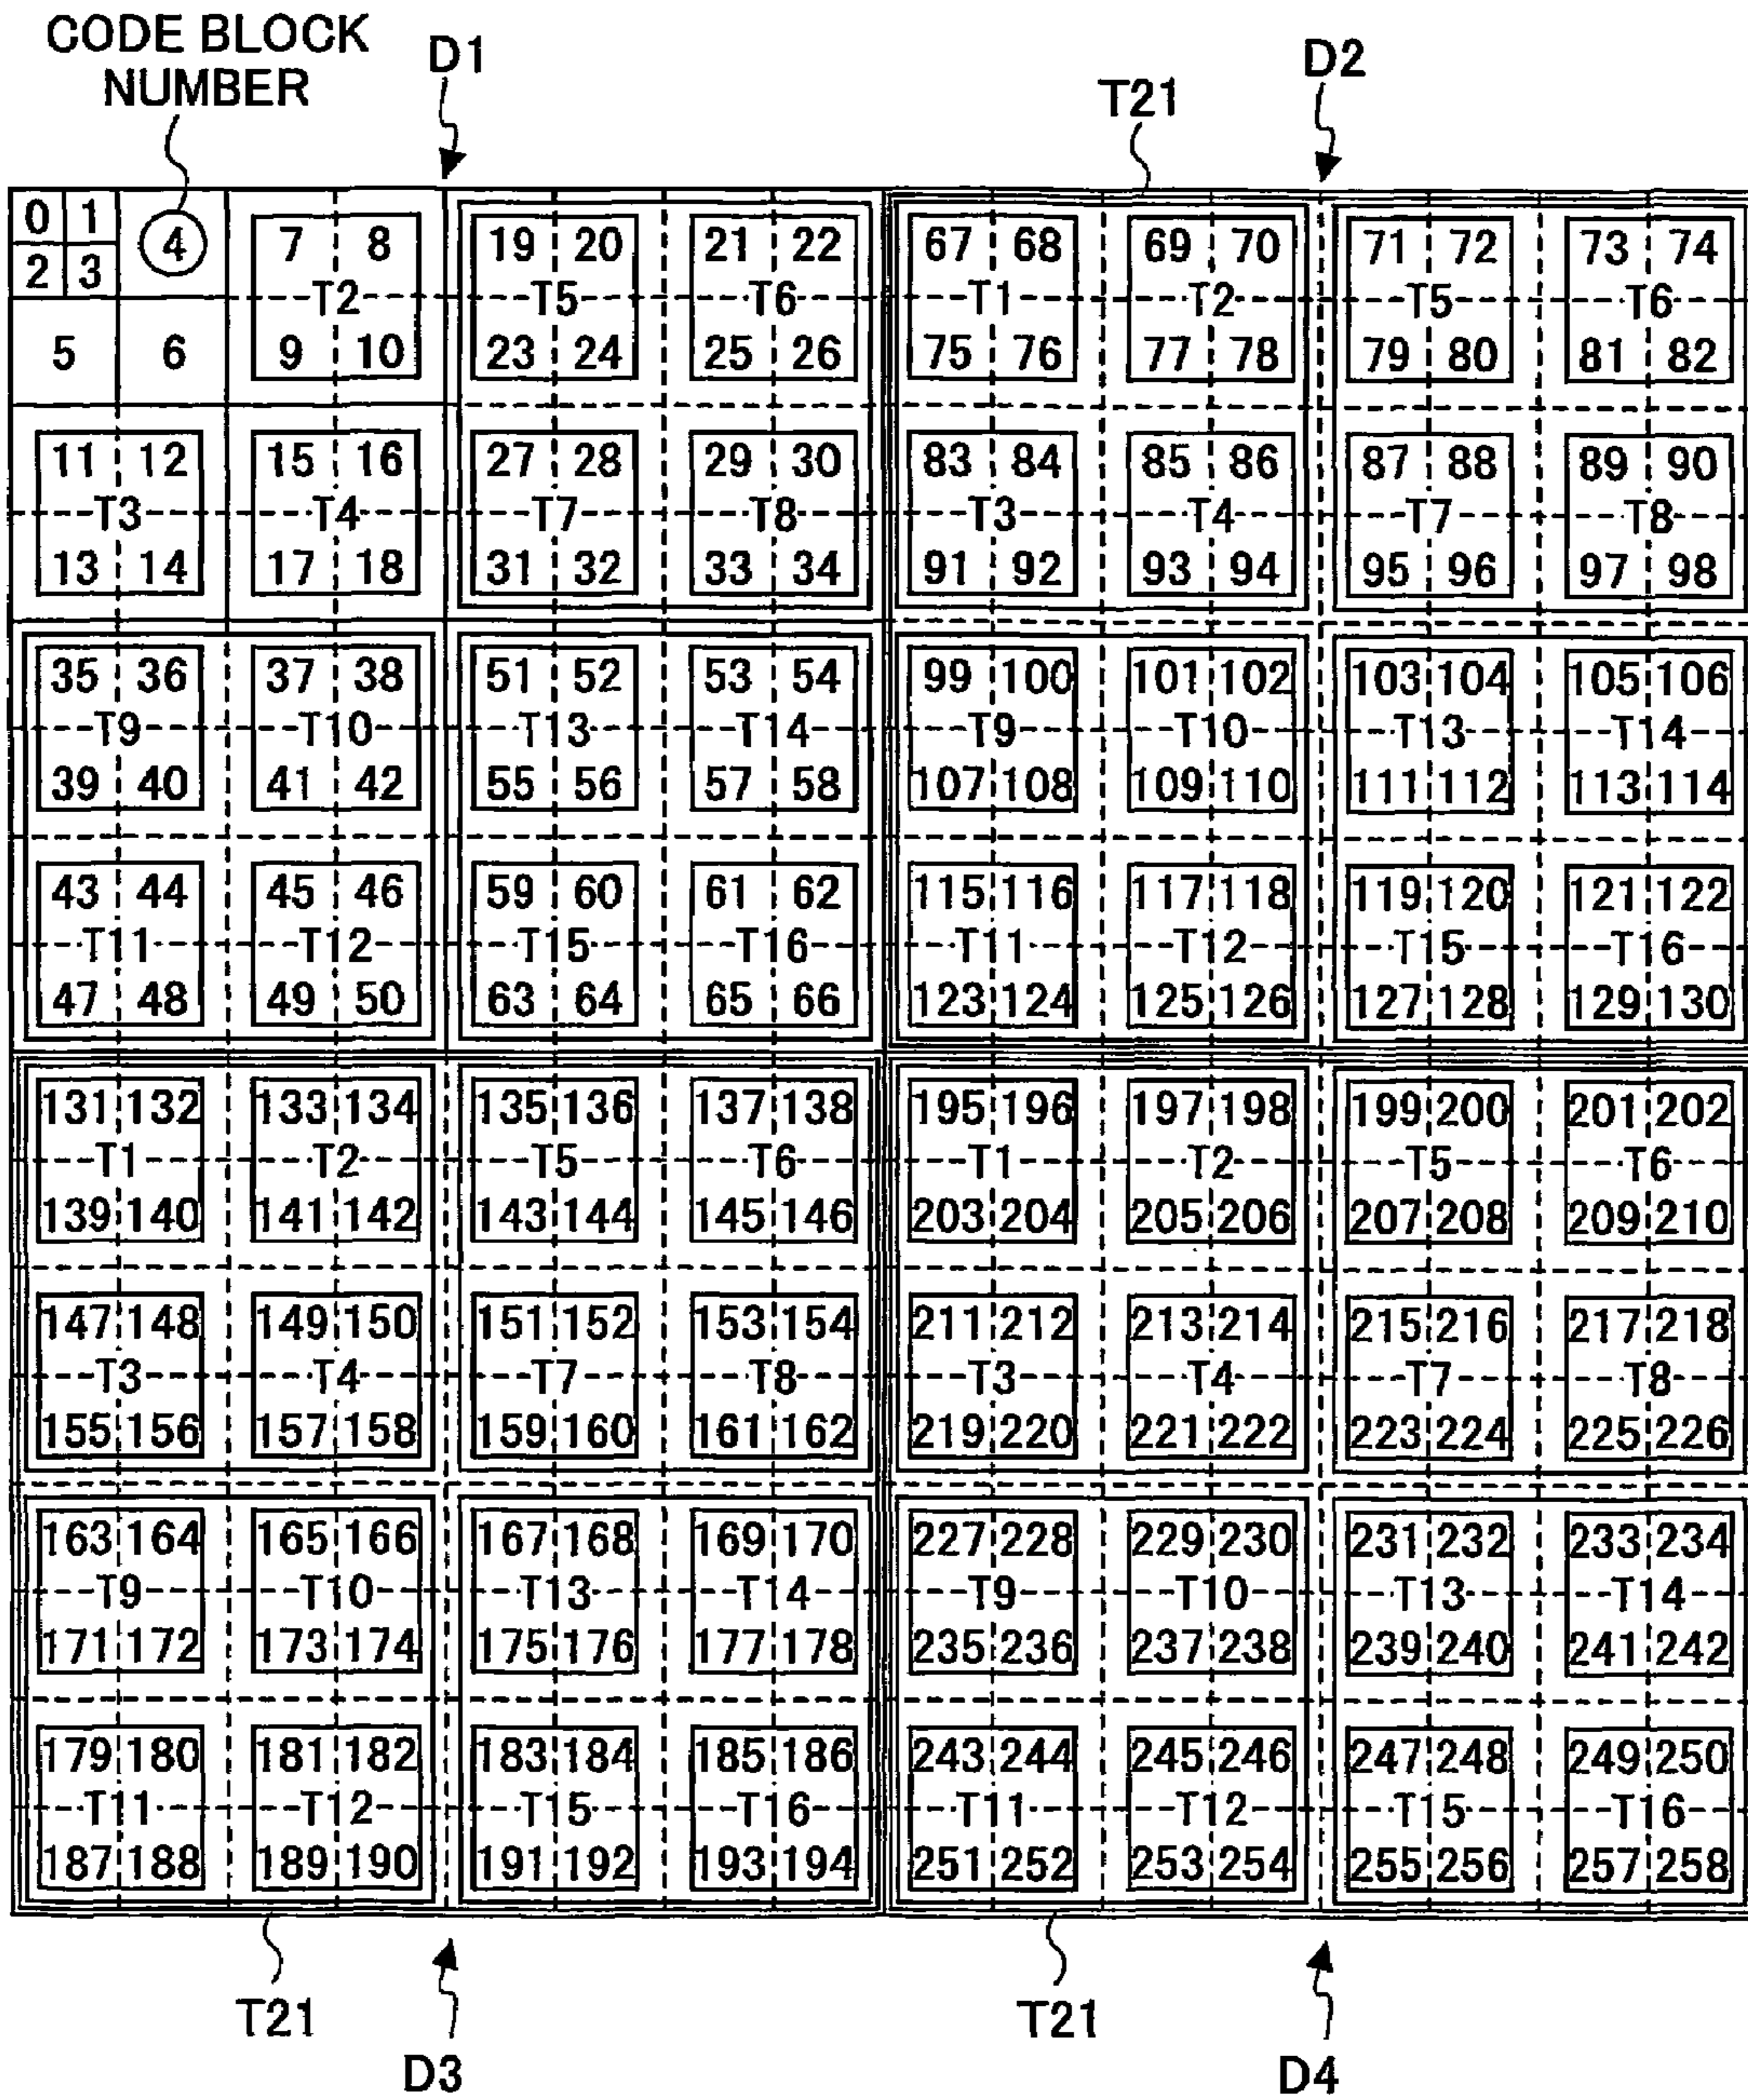 CODE BLOCK
NUMBER
D1
D2
T21
0 1 4 7 8 19 20 21 22 67 68 69 70 71 72 73 74
2 3 T2 T5 T6 T1 T2 T5 T6
5 6 9 10 23 24 25 26 75 76 77 78 79 80 81 82
11 12 15 16 27 28 29 30 83 84 85 86 87 88 89 90
T3 T4 T7 T8 T3 T4 T7 T8
13 14 17 18 31 32 33 34 91 92 93 94 95 96 97 98
35 36 37 38 51 52 53 54 99 100 101 102 103 104 105 106
T9 T10 T13 T14 T9 T10 T13 T14
39 40 41 42 55 56 57 58 107 108 109 110 111 112 113 114
43 44 45 46 59 60 61 62 115 116 117 118 119 120 121 122
T11 T12 T15 T16 T11 T12 T15 T16
47 48 49 50 63 64 65 66 123 124 125 126 127 128 129 130
131 132 133 134 135 136 137 138 195 196 197 198 199 200 201 202
T1 T2 T5 T6 T1 T2 T5 T6
139 140 141 142 143 144 145 146 203 204 205 206 207 208 209 210
147 148 149 150 151 152 153 154 211 212 213 214 215 216 217 218
T3 T4 T7 T8 T3 T4 T7 T8
155 156 157 158 159 160 161 162 219 220 221 222 223 224 225 226
163 164 165 166 167 168 169 170 227 228 229 230 231 232 233 234
T9 T10 T13 T14 T9 T10 T13 T14
171 172 173 174 175 176 177 178 235 236 237 238 239 240 241 242
179 180 181 182 183 184 185 186 243 244 245 246 247 248 249 250
T11 T12 T15 T16 T11 T12 T15 T16
187 188 189 190 191 192 193 194 251 252 253 254 255 256 257 258
T21
T21
D3
D4